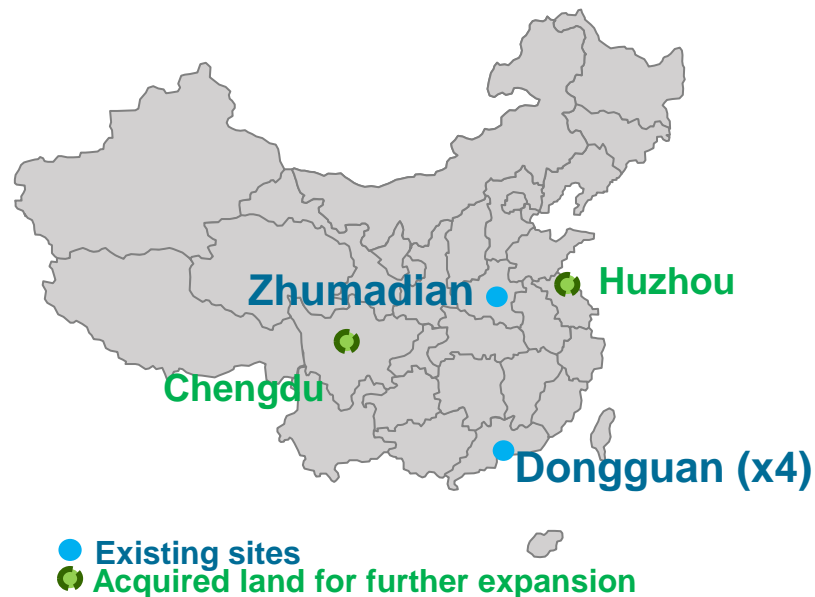 Huzhou
Zhumadian
Chengdu
Dongguan (x4)
Existing sites
Acquired land for further expansion